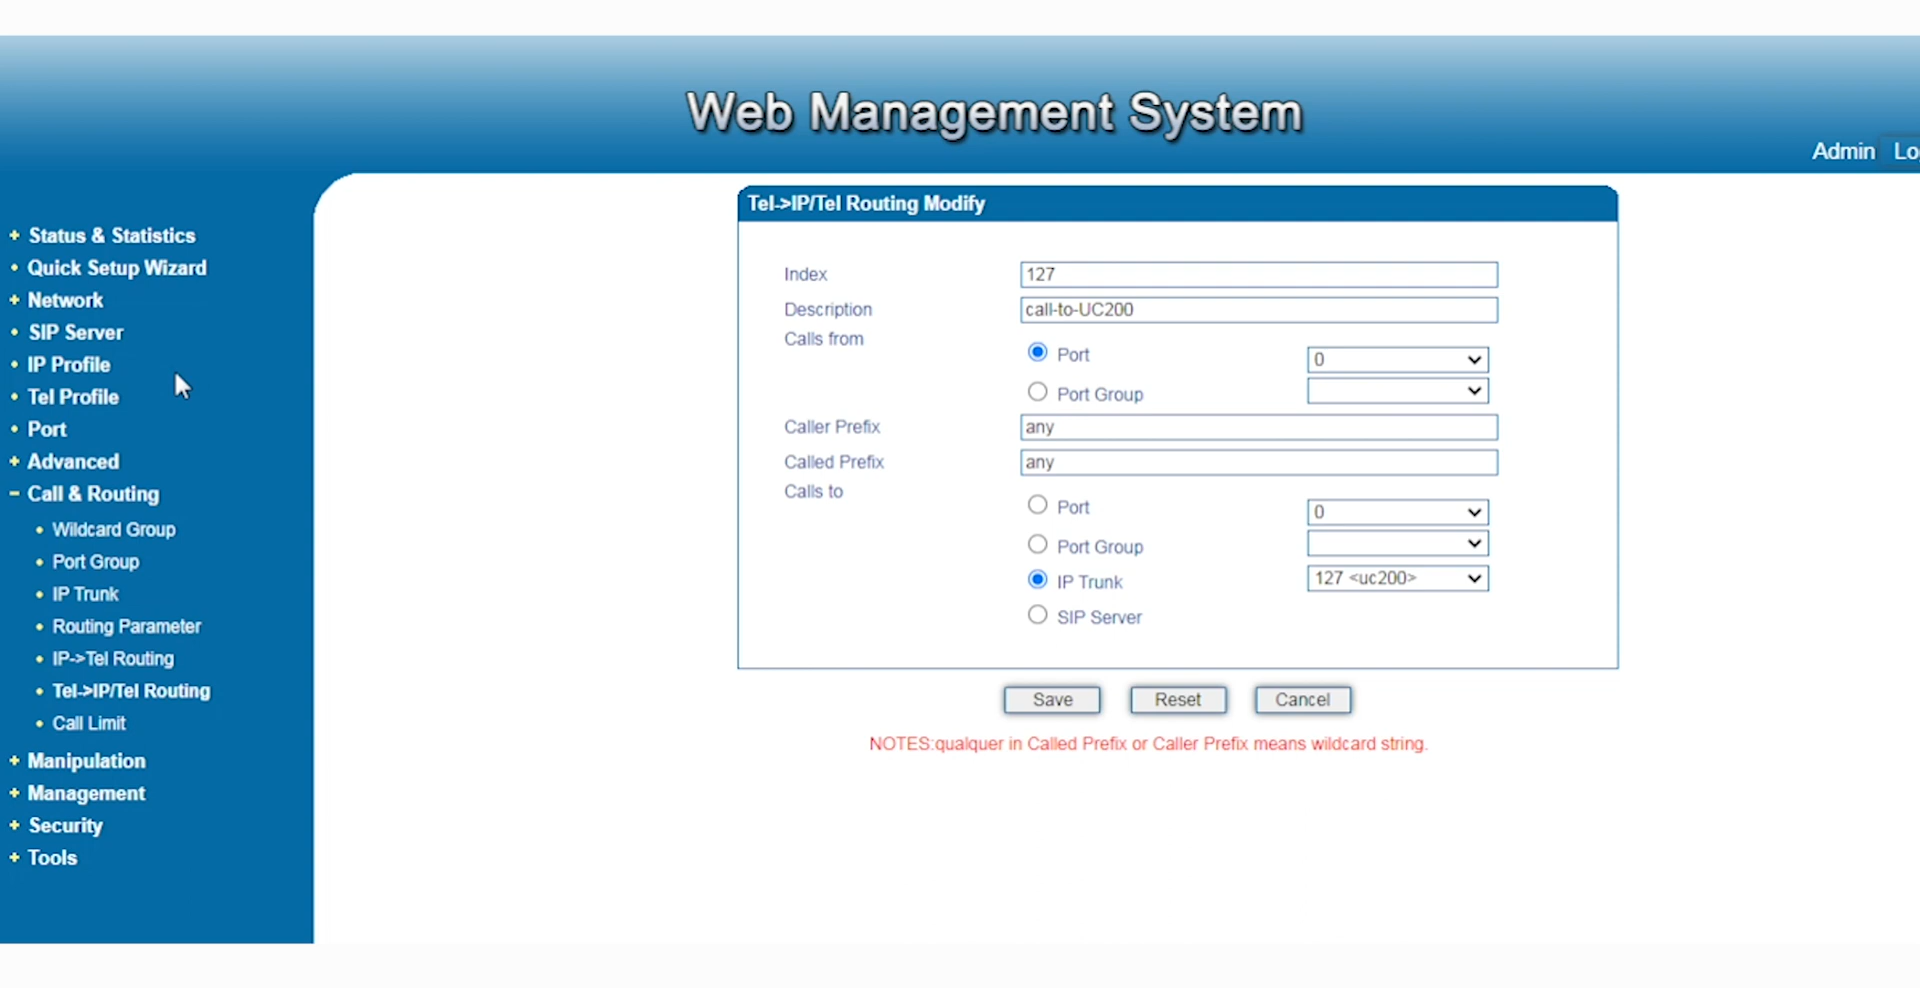 Web Management System
Admin
Status & Statistics
Quick Setup Wizard
Network
SIP Server
IP Profile
Tel Profile
Port
Advanced
Call & Routing
Wildcard Group
Port Group
IP Trunk
Routing Parameter
IP->Tel Routing
Tel->IP/Tel Routing
Call Limit
Manipulation
Management
Security
Tools
Tel->IP/Tel Routing Modify
Index 127
Description call-to-UC200
Calls from
Port 0
Port Group
Caller Prefix any
Called Prefix any
Calls to
Port 0
Port Group
IP Trunk 127 <uc200>
SIP Server
Save Reset Cancel
NOTES:qualquer in Called Prefix or Caller Prefix means wildcard string.